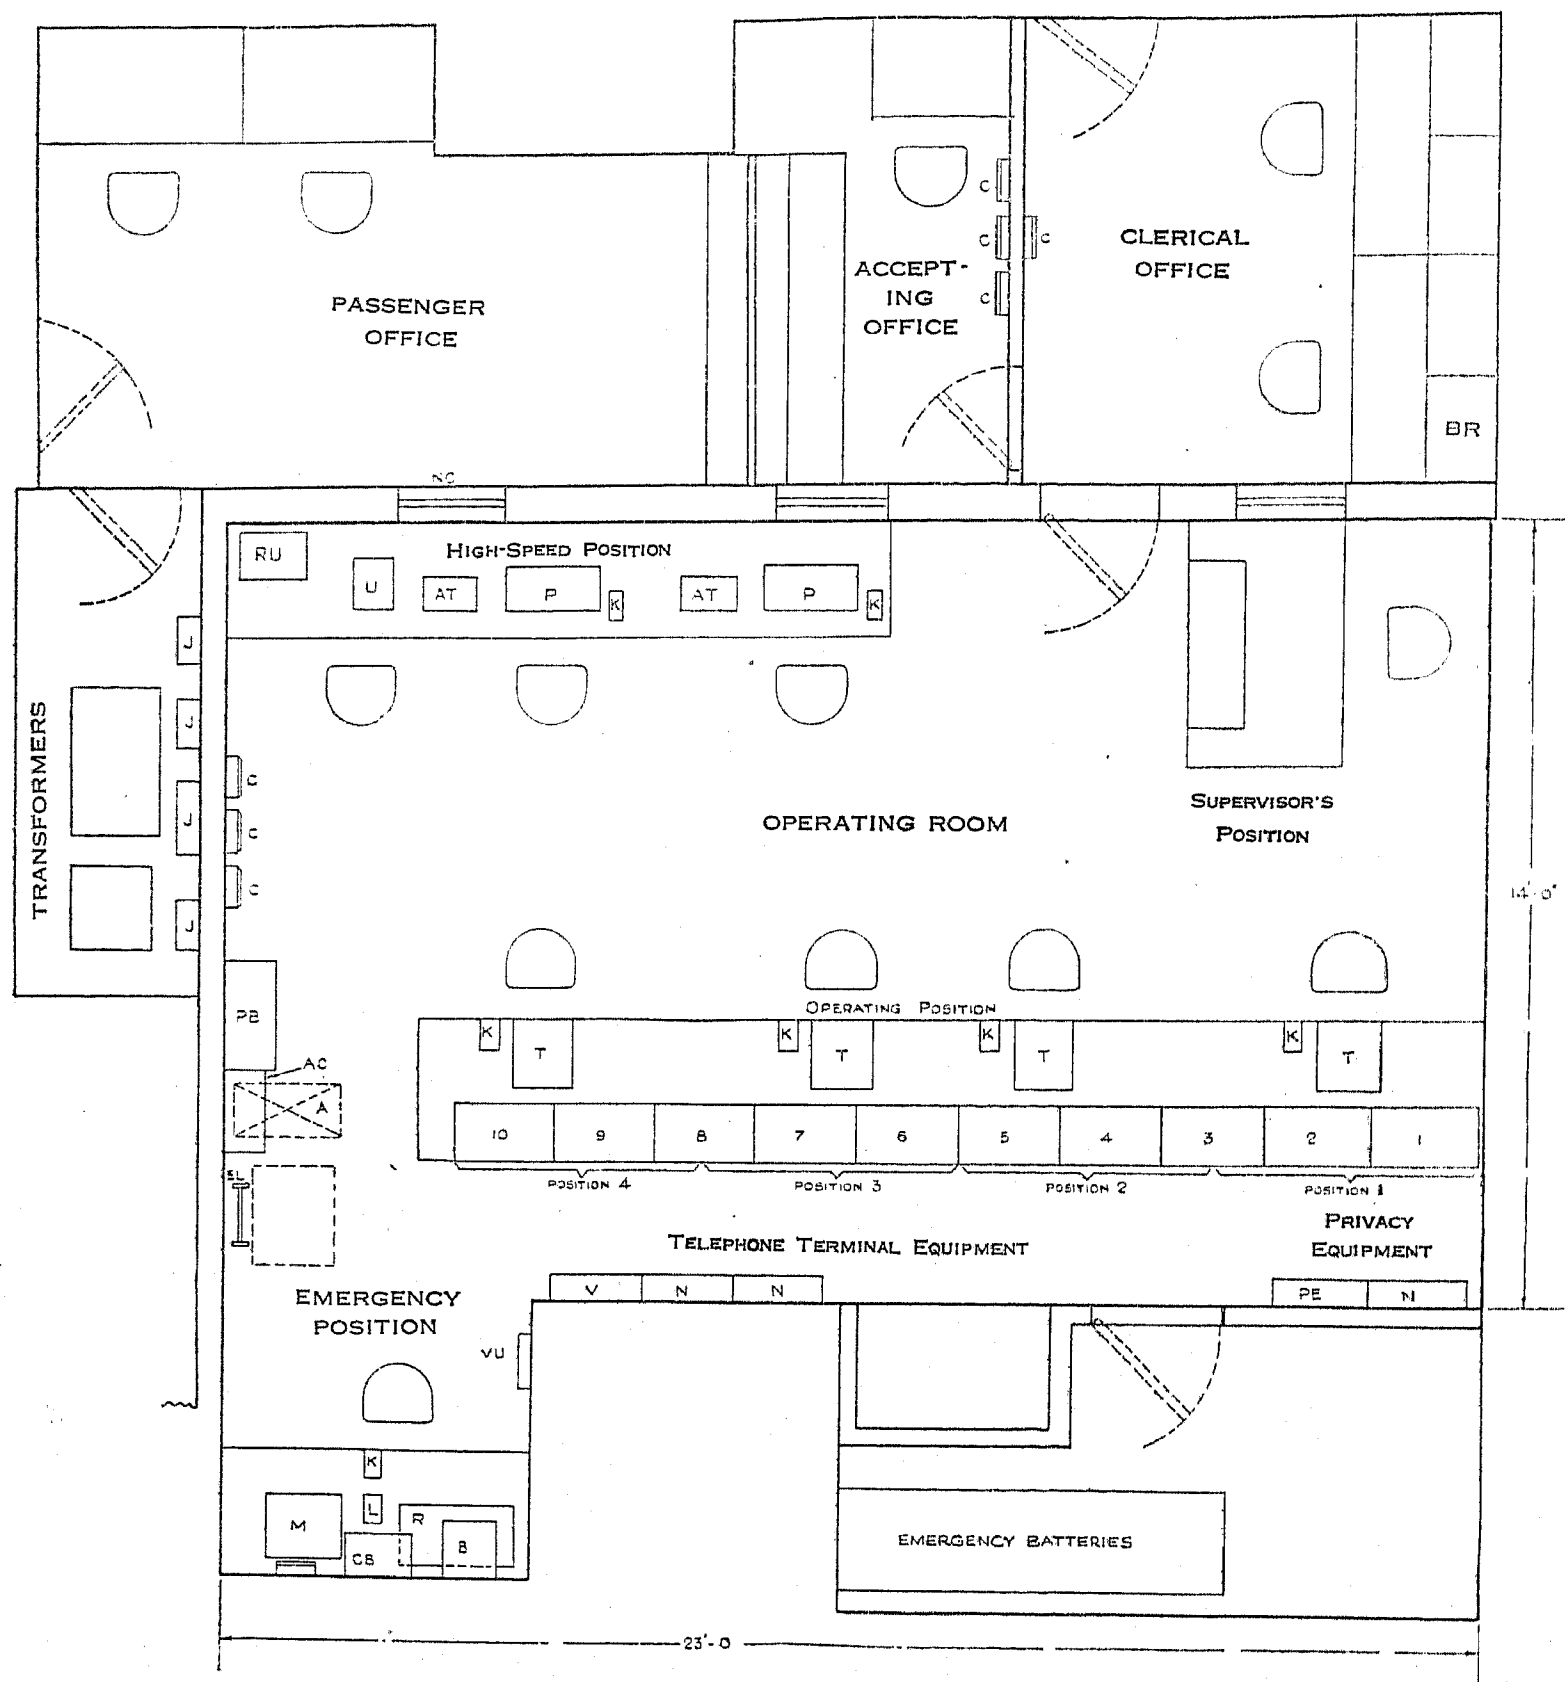 C
C
C
C
CLERICAL
OFFICE
ACCEPT-
ING
OFFICE
PASSENGER
OFFICE
BR
NC
RU
HIGH-SPEED POSITION
U
AT
P
K
AT
P
K
J
J
J
J
TRANSFORMERS
C
C
C
OPERATING ROOM
SUPERVISOR'S
POSITION
14'-0"
OPERATING POSITION
PB
K
T
K
T
K
T
K
T
AC
A
10
9
8
7
6
5
4
3
2
1
POSITION 4
POSITION 3
POSITION 2
POSITION 1
SL
PRIVACY
EQUIPMENT
TELEPHONE TERMINAL EQUIPMENT
V
N
N
PE
N
EMERGENCY
POSITION
VU
K
L
M
R
CB
B
EMERGENCY BATTERIES
23'-0